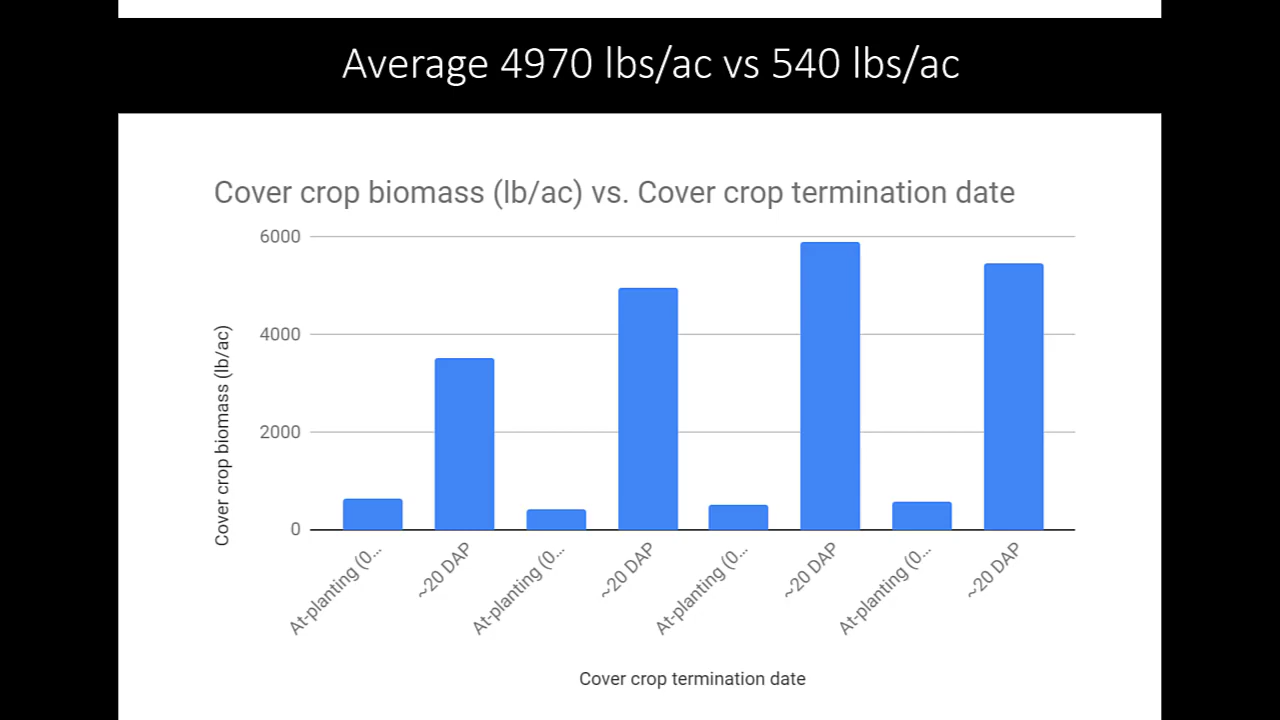 Average 4970 lbs/ac vs 540 lbs/ac
Cover crop biomass (lb/ac) vs. Cover crop termination date
6000
4000
2000
0
Cover crop biomass (lb/ac)
At-planting (0...
~20 DAP
At-planting (0...
~20 DAP
At-planting (0...
~20 DAP
At-planting (0...
~20 DAP
Cover crop termination date